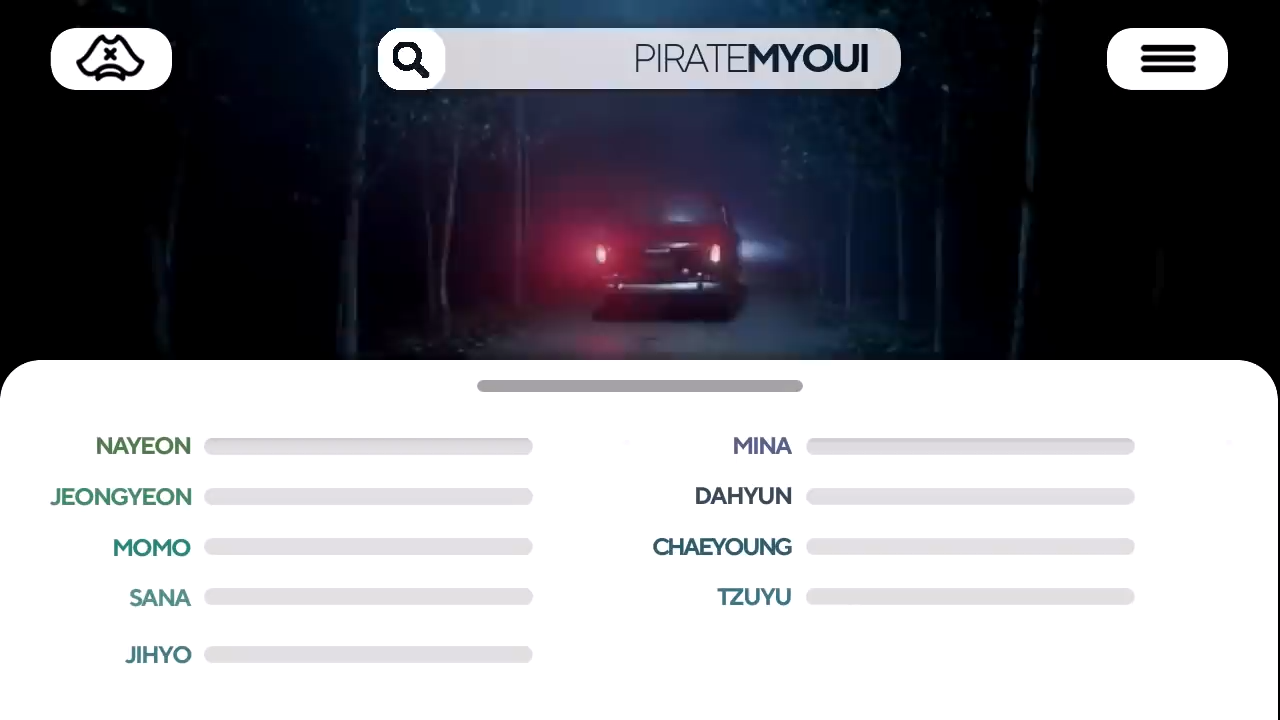 PIRATEMYOUI
NAYEON
JEONGYEON
MOMO
SANA
JIHYO
MINA
DAHYUN
CHAEYOUNG
TZUYU